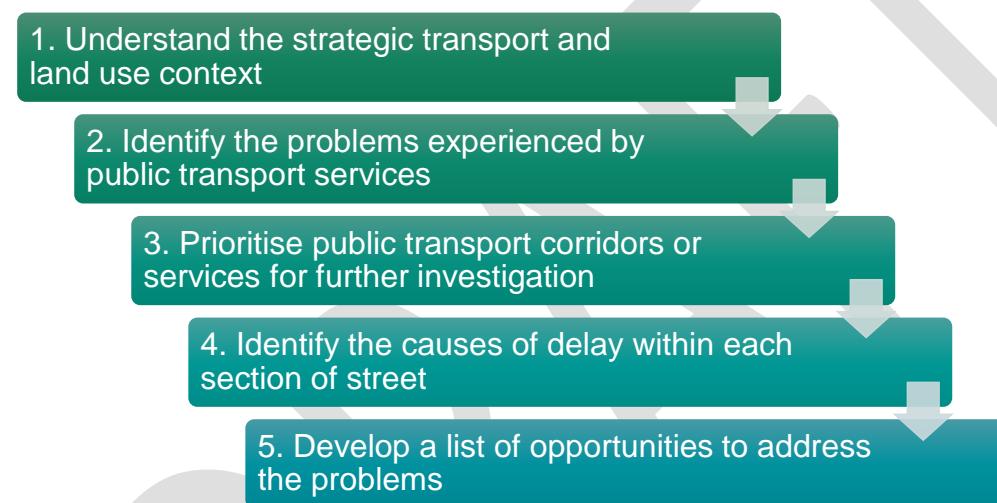 1. Understand the strategic transport and
land use context
2. Identify the problems experienced by
public transport services
3. Prioritise public transport corridors or
services for further investigation
4. Identify the causes of delay within each
section of street
5. Develop a list of opportunities to address
the problems